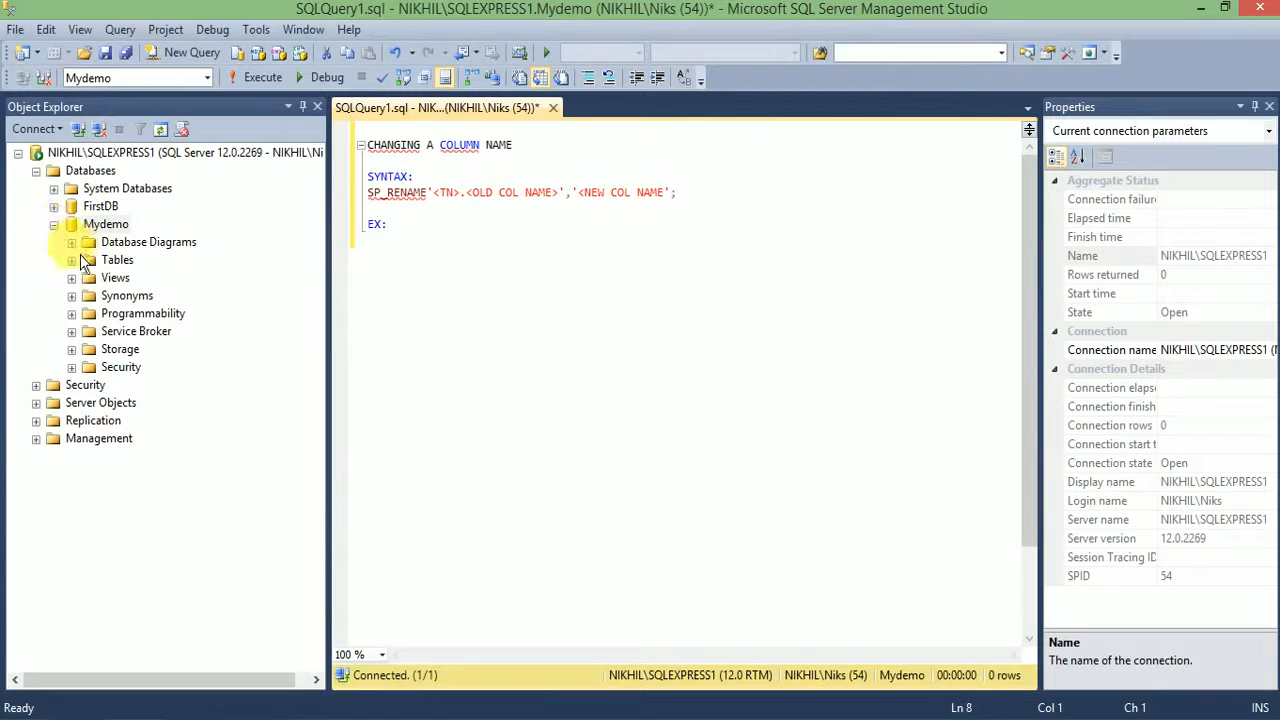 SQLQuery1.sql - NIKHIL\SQLEXPRESS1.Mydemo (NIKHIL\Niks (54))* - Microsoft SQL Server Management Studio
File Edit View Query Project Debug Tools Window Help
New Query
Mydemo Execute Debug
Object Explorer
Connect
NIKHIL\SQLEXPRESS1 (SQL Server 12.0.2269 - NIKHIL\Ni
Databases
System Databases
FirstDB
Mydemo
Database Diagrams
Tables
Views
Synonyms
Programmability
Service Broker
Storage
Security
Security
Server Objects
Replication
Management
SQLQuery1.sql - NIK...(NIKHIL\Niks (54))*
CHANGING A COLUMN NAME
SYNTAX:
SP_RENAME'<TN>.<OLD COL NAME>','<NEW COL NAME';
EX:
100 %
Connected. (1/1) NIKHIL\SQLEXPRESS1 (12.0 RTM) NIKHIL\Niks (54) Mydemo 00:00:00 0 rows
Properties
Current connection parameters
Aggregate Status
Connection failure
Elapsed time
Finish time
Name NIKHIL\SQLEXPRESS1
Rows returned 0
Start time
State Open
Connection
Connection name NIKHIL\SQLEXPRESS1 (N
Connection Details
Connection elapse
Connection finish
Connection rows 0
Connection start t
Connection state Open
Display name NIKHIL\SQLEXPRESS1
Login name NIKHIL\Niks
Server name NIKHIL\SQLEXPRESS1
Server version 12.0.2269
Session Tracing ID
SPID 54
Name
The name of the connection.
Ready Ln 8 Col 1 Ch 1 INS